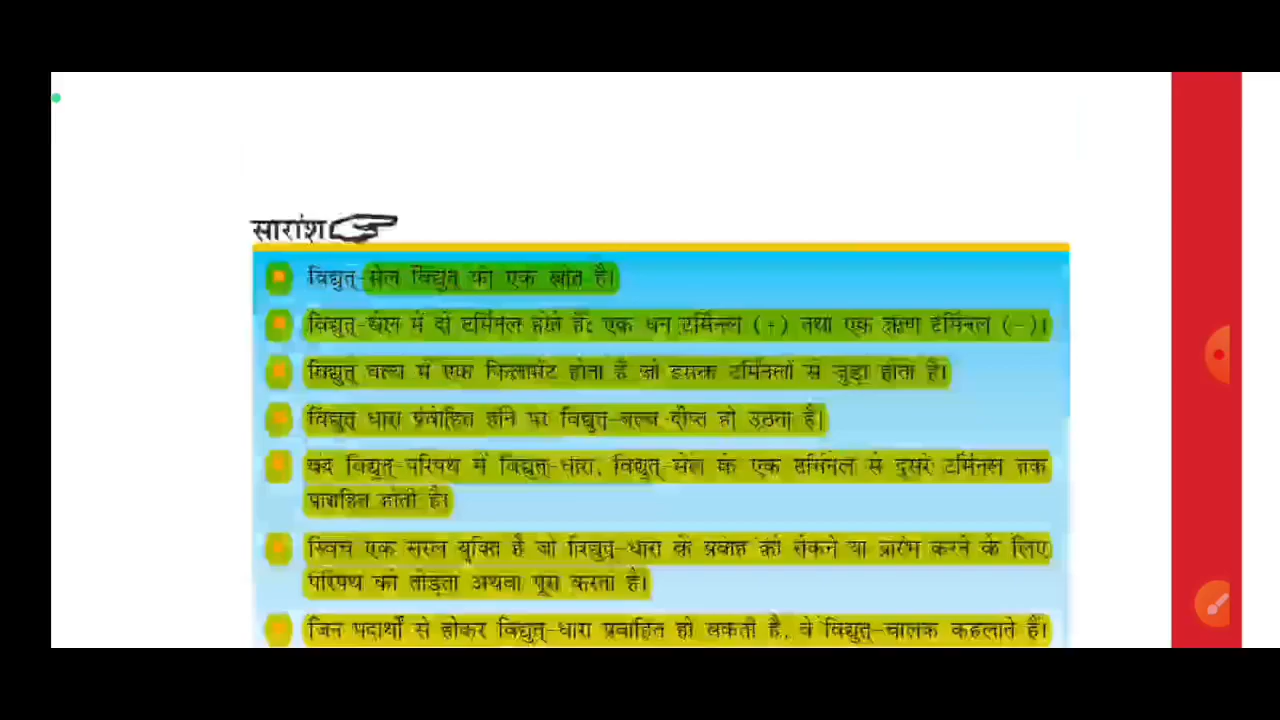 सारांश
विद्युत्-सेल विद्युत् का एक स्रोत है।
विद्युत्-सेल में दो टर्मिनल होते हैं; एक धन टर्मिनल (+) तथा एक ऋण टर्मिनल (-)।
विद्युत् बल्ब में एक फिलामेंट होता है जो इसके टर्मिनलों से जुड़ा होता है।
विद्युत् धारा प्रवाहित होने पर विद्युत्-बल्ब दीप्त हो उठता है।
बंद विद्युत्-परिपथ में विद्युत्-धारा, विद्युत्-सेल के एक टर्मिनल से दूसरे टर्मिनल तक
प्रवाहित होती है।
स्विच एक सरल युक्ति है जो विद्युत्-धारा के प्रवाह को रोकने या प्रारंभ करने के लिए
परिपथ को तोड़ता अथवा पूरा करता है।
जिन पदार्थों से होकर विद्युत्-धारा प्रवाहित हो सकती है, वे विद्युत्-चालक कहलाते हैं।